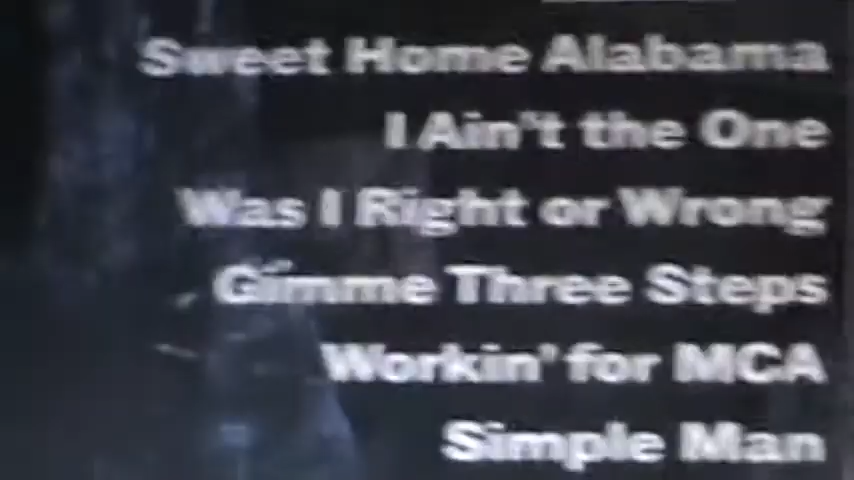 Sweet Home Alabama
I Ain't the One
Was I Right or Wrong
Gimme Three Steps
Workin' for MCA
Simple Man